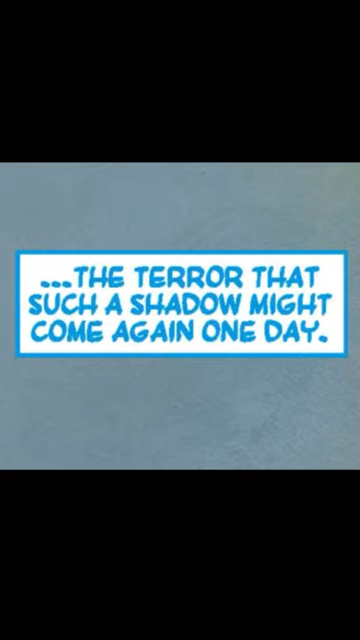 ...THE TERROR THAT
SUCH A SHADOW MIGHT
COME AGAIN ONE DAY.